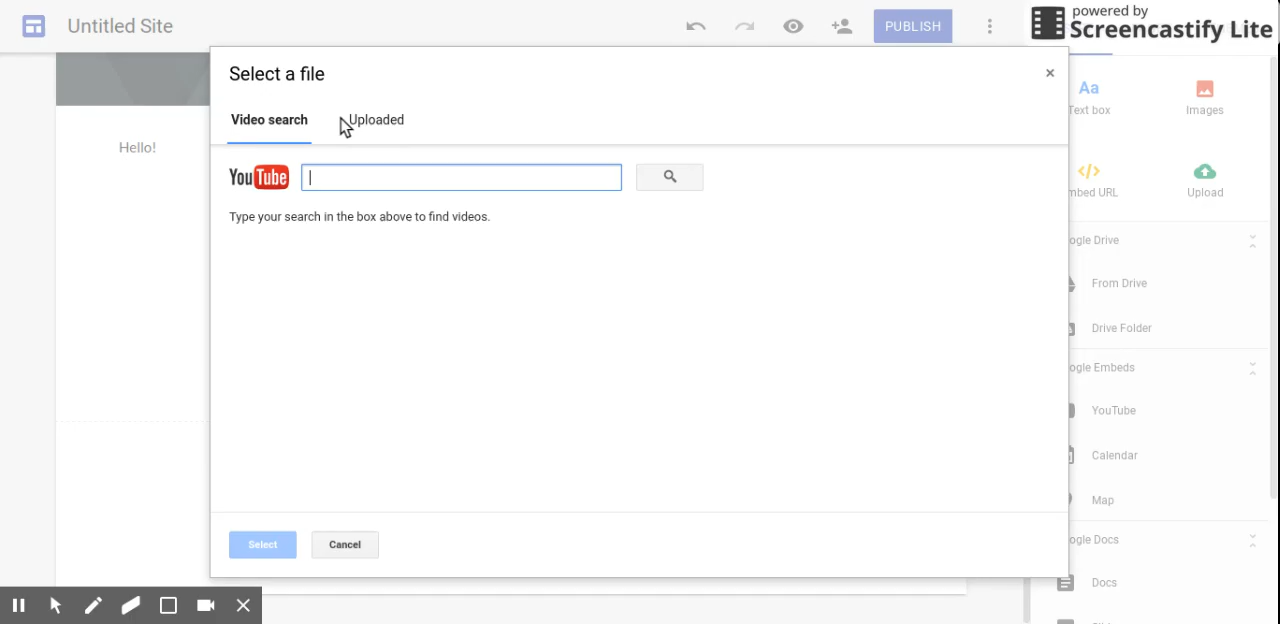 Untitled Site
PUBLISH
powered by
Screencastify Lite
Select a file
Video search
Uploaded
YouTube
Type your search in the box above to find videos.
Select
Cancel
Hello!
Aa
Text box
Images
</>
mbed URL
Upload
ogle Drive
From Drive
Drive Folder
ogle Embeds
YouTube
Calendar
Map
ogle Docs
Docs